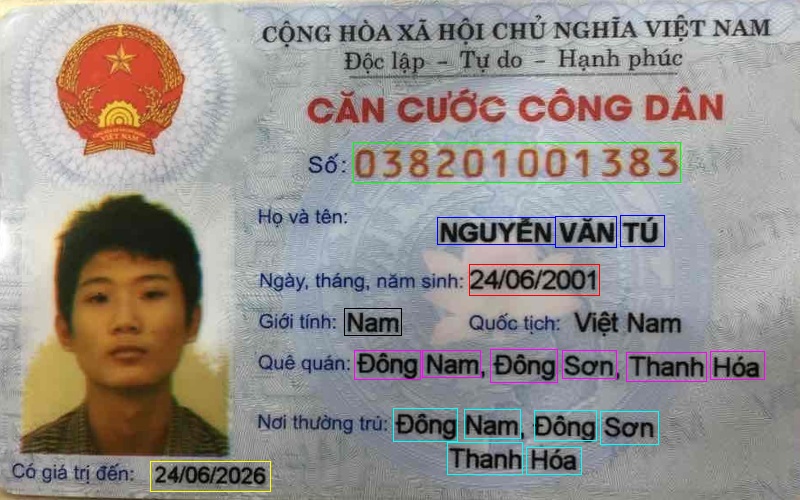 CỘNG HÒA XÃ HỘI CHỦ NGHĨA VIỆT NAM
Độc lập – Tự do – Hạnh phúc
CĂN CƯỚC CÔNG DÂN
Số: 038201001383
Họ và tên:
NGUYỄN VĂN TÚ
Ngày, tháng, năm sinh: 24/06/2001
Giới tính: Nam Quốc tịch: Việt Nam
Quê quán: Đông Nam, Đông Sơn, Thanh Hóa
Nơi thường trú: Đông Nam, Đông Sơn
Thanh Hóa
Có giá trị đến: 24/06/2026